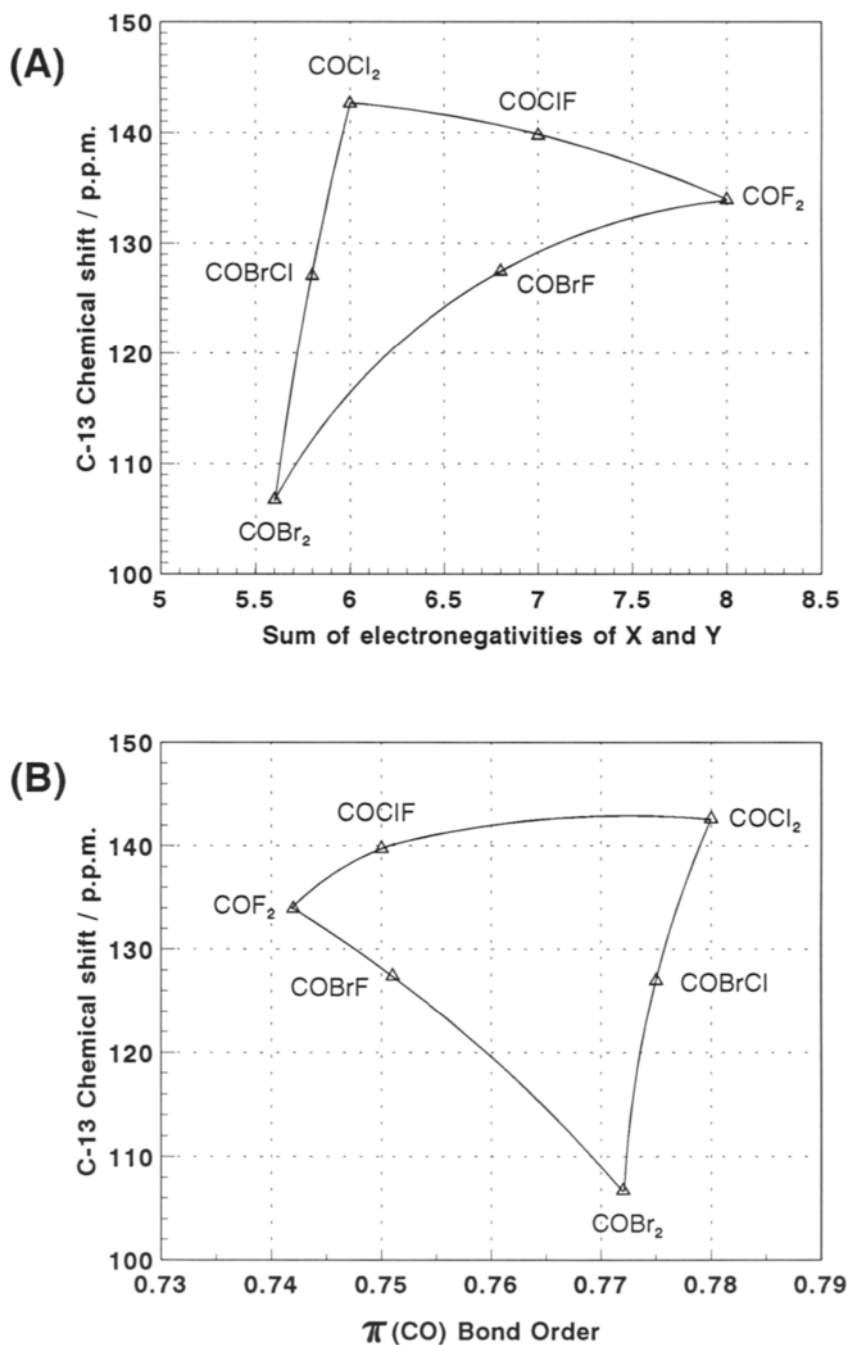 (A)
150
140
130
120
110
100
C-13 Chemical shift / p.p.m.
COCl₂
COClF
COF₂
COBrCl
COBrF
COBr₂
5 5.5 6 6.5 7 7.5 8 8.5
Sum of electronegativities of X and Y
(B)
150
140
130
120
110
100
C-13 Chemical shift / p.p.m.
COClF
COCl₂
COF₂
COBrF
COBrCl
COBr₂
0.73 0.74 0.75 0.76 0.77 0.78 0.79
π(CO) Bond Order